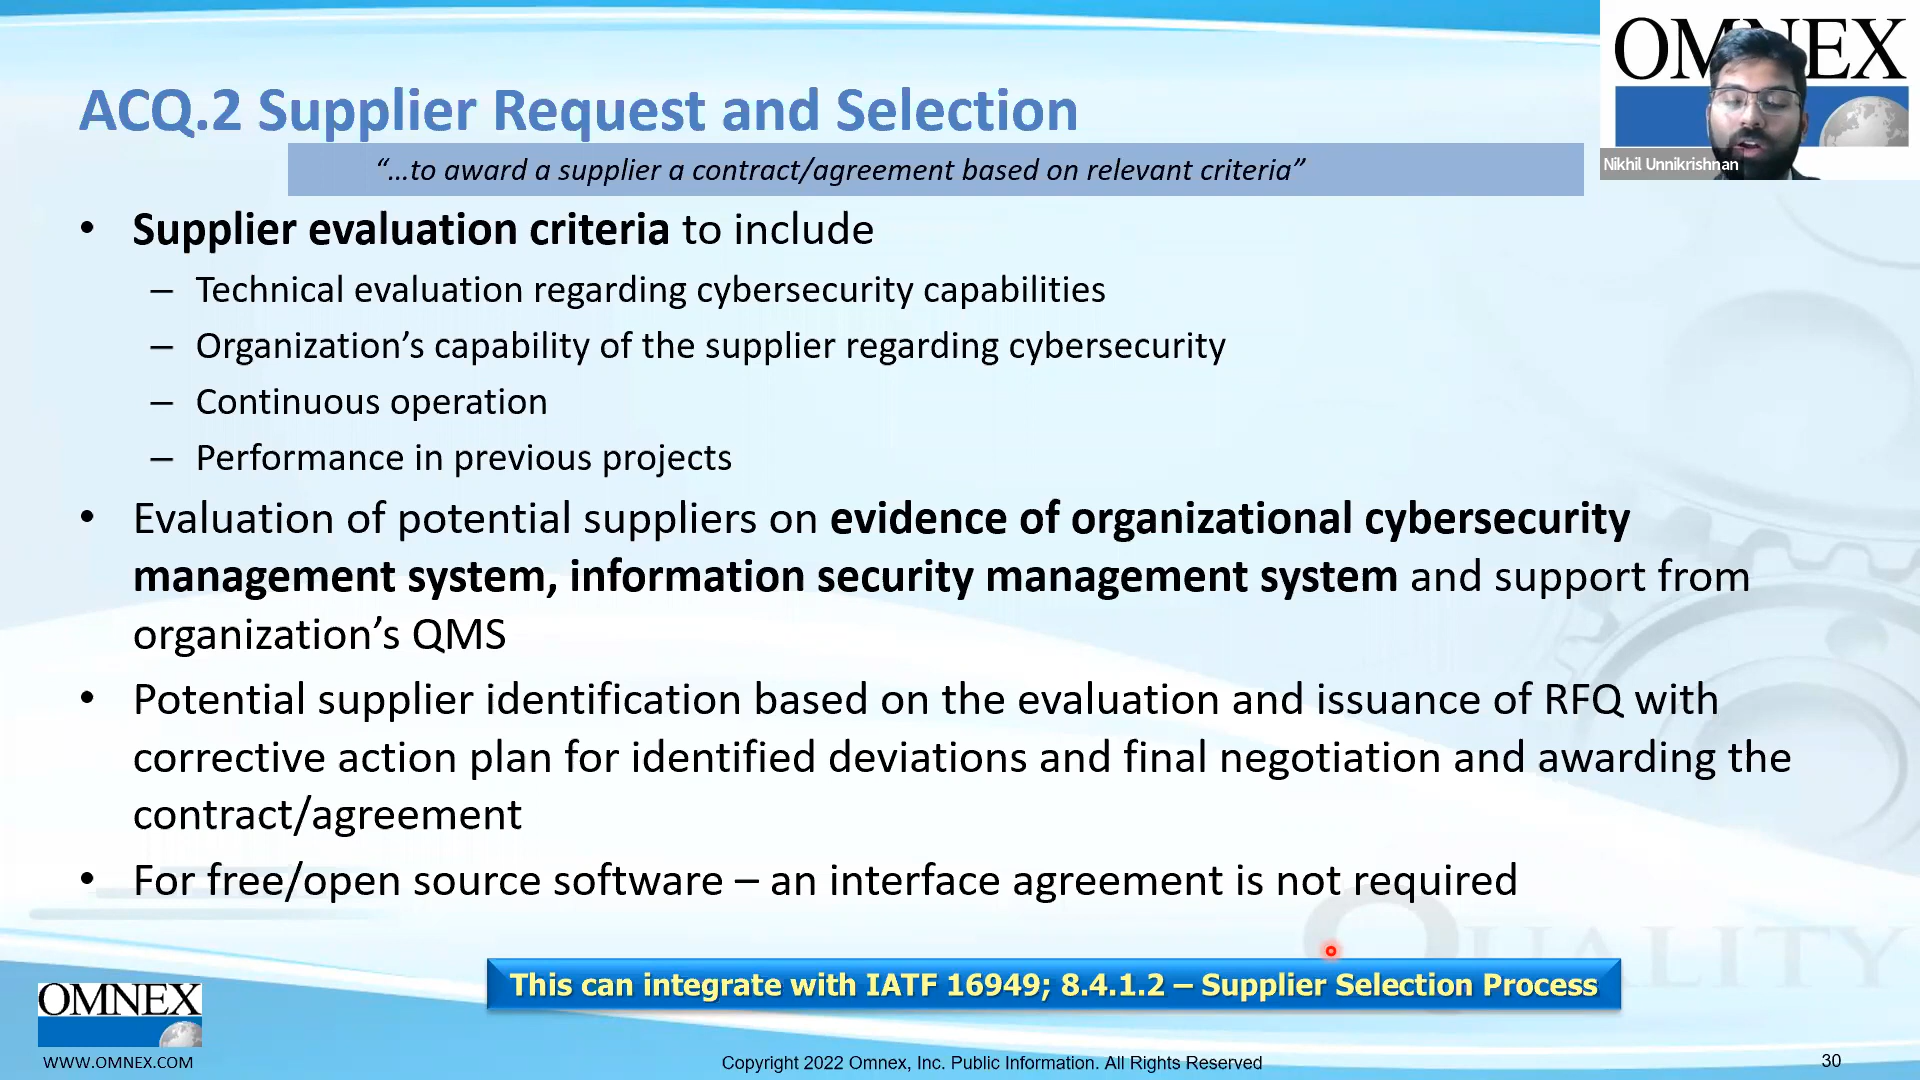 OMNEX
ACQ.2 Supplier Request and Selection
“…to award a supplier a contract/agreement based on relevant criteria”
Nikhil Unnikrishnan
• Supplier evaluation criteria to include
– Technical evaluation regarding cybersecurity capabilities
– Organization’s capability of the supplier regarding cybersecurity
– Continuous operation
– Performance in previous projects
• Evaluation of potential suppliers on evidence of organizational cybersecurity
management system, information security management system and support from
organization’s QMS
• Potential supplier identification based on the evaluation and issuance of RFQ with
corrective action plan for identified deviations and final negotiation and awarding the
contract/agreement
• For free/open source software – an interface agreement is not required
QUALITY
This can integrate with IATF 16949; 8.4.1.2 – Supplier Selection Process
OMNEX
WWW.OMNEX.COM
Copyright 2022 Omnex, Inc. Public Information. All Rights Reserved
30